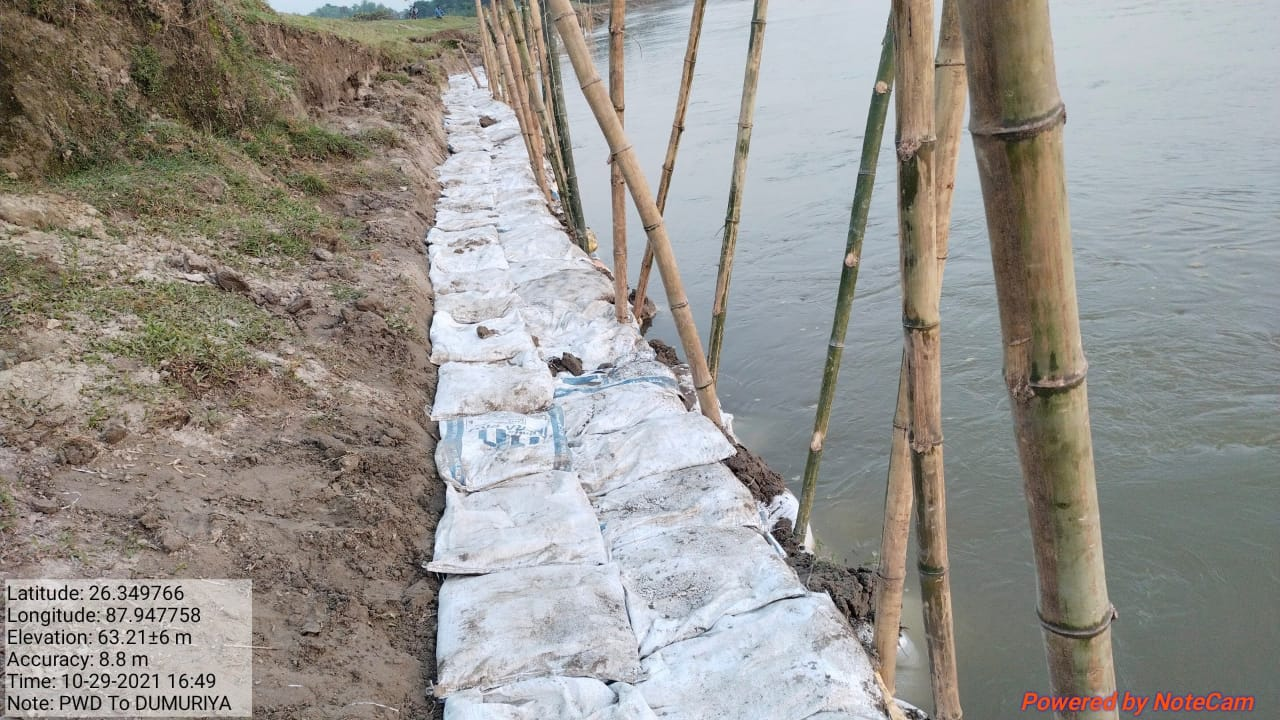 Latitude: 26.349766
Longitude: 87.947758
Elevation: 63.21±6 m
Accuracy: 8.8 m
Time: 10-29-2021 16:49
Note: PWD To DUMURIYA
Powered by NoteCam